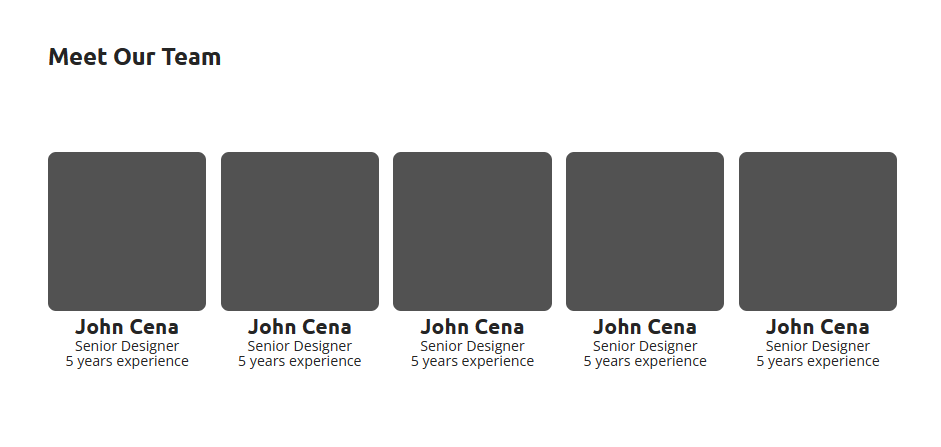 Meet Our Team
John Cena John Cena John Cena John Cena John Cena
Senior Designer Senior Designer Senior Designer Senior Designer Senior Designer
5 years experience 5 years experience 5 years experience 5 years experience 5 years experience